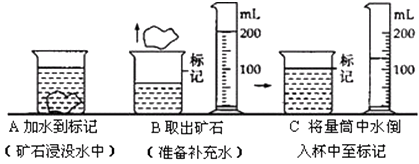 mL
mL
200
200
标记
标记
100
100
A 加水到标记
B 取出矿石
C 将量筒中水倒
(矿石浸没水中)
(准备补充水)
入杯中至标记